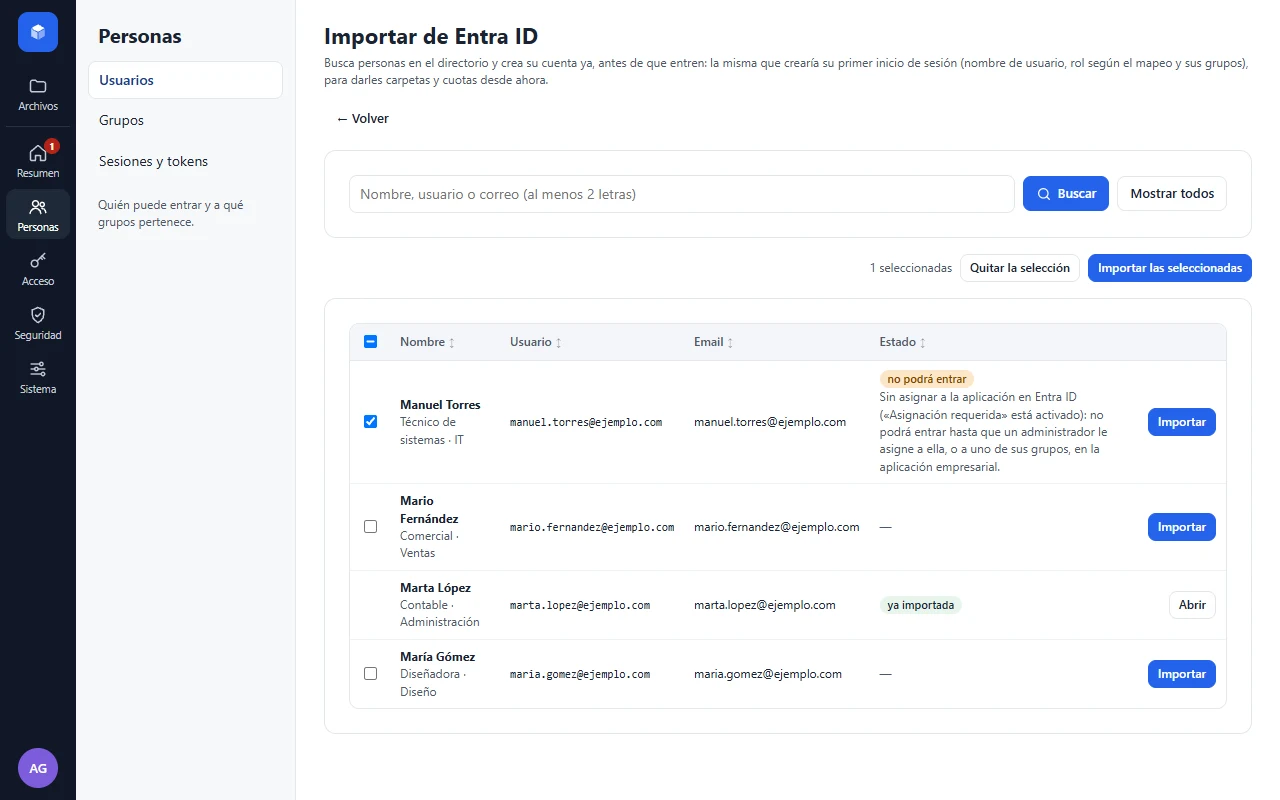 Archivos
1
Resumen
Personas
Acceso
Seguridad
Sistema
AG
Personas
Usuarios
Grupos
Sesiones y tokens
Quién puede entrar y a qué
grupos pertenece.
Importar de Entra ID
Busca personas en el directorio y crea su cuenta ya, antes de que entren: la misma que crearía su primer inicio de sesión (nombre de usuario, rol según el mapeo y sus grupos),
para darles carpetas y cuotas desde ahora.
← Volver
Nombre, usuario o correo (al menos 2 letras)
Buscar
Mostrar todos
1 seleccionadas
Quitar la selección
Importar las seleccionadas
Nombre ↕ Usuario ↕ Email ↕ Estado ↕
Manuel Torres
Técnico de
sistemas · IT
manuel.torres@ejemplo.com
manuel.torres@ejemplo.com
no podrá entrar
Sin asignar a la aplicación en Entra ID
(«Asignación requerida» está activado): no
podrá entrar hasta que un administrador le
asigne a ella, o a uno de sus grupos, en la
aplicación empresarial.
Importar
Mario
Fernández
Comercial ·
Ventas
mario.fernandez@ejemplo.com
mario.fernandez@ejemplo.com
—
Importar
Marta López
Contable ·
Administración
marta.lopez@ejemplo.com
marta.lopez@ejemplo.com
ya importada
Abrir
María Gómez
Diseñadora ·
Diseño
maria.gomez@ejemplo.com
maria.gomez@ejemplo.com
—
Importar